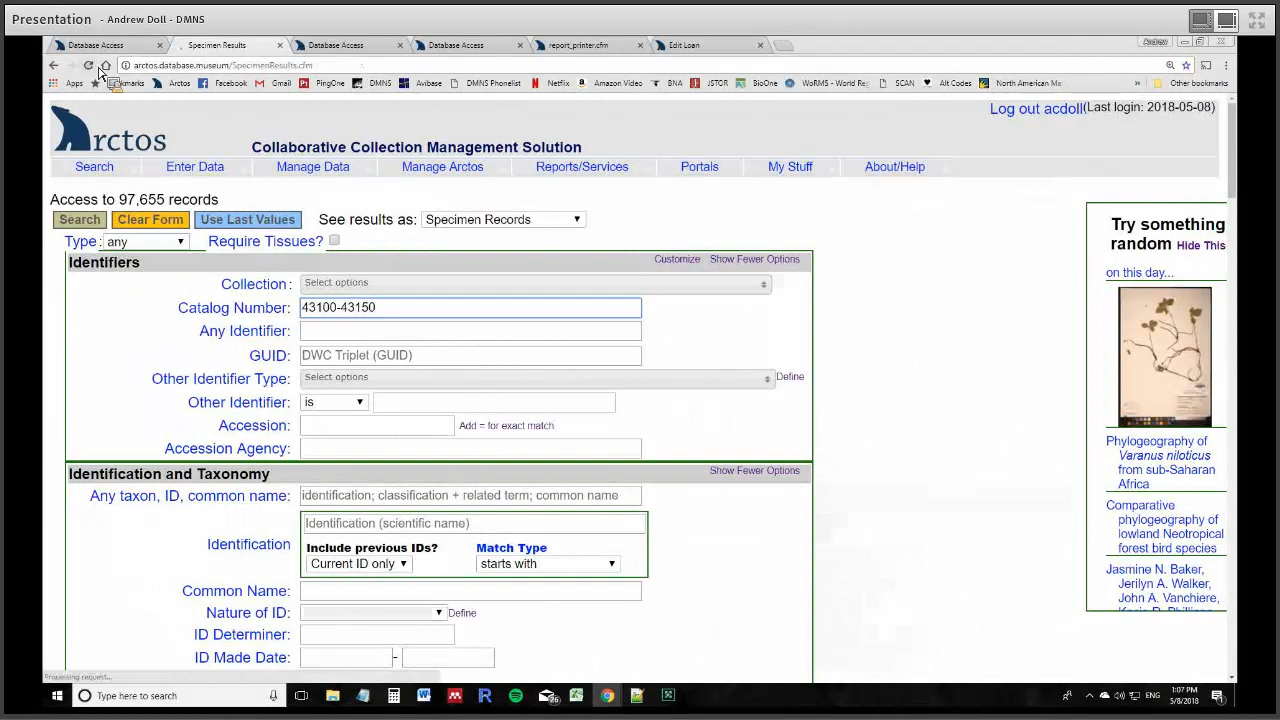 Presentation - Andrew Doll - DMNS
Database Access × Specimen Results × Database Access × Database Access × report_printer.cfm × Edit Loan × Andrew
arctos.database.museum/SpecimenResults.cfm
Apps Arctos Facebook Gmail PingOne DMNS Avibase DMNS Phonelist Netflix Amazon Video BNA JSTOR BioOne WoRMS - World Re SCAN Alt Codes North American Ma » Other bookmarks
Log out acdoll(Last login: 2018-05-08)
Arctos Collaborative Collection Management Solution
Search Enter Data Manage Data Manage Arctos Reports/Services Portals My Stuff About/Help
Access to 97,655 records
Search Clear Form Use Last Values See results as: Specimen Records
Type: any Require Tissues?
Identifiers Customize Show Fewer Options
Collection: Select options
Catalog Number: 43100-43150
Any Identifier:
GUID: DWC Triplet (GUID)
Other Identifier Type: Select options Define
Other Identifier: is
Accession: Add = for exact match
Accession Agency:
Identification and Taxonomy Show Fewer Options
Any taxon, ID, common name: identification; classification + related term; common name
Identification (scientific name)
Identification
Include previous IDs? Match Type
Current ID only starts with
Common Name:
Nature of ID: Define
ID Determiner:
ID Made Date: -
Try something
random Hide This
on this day...
Phylogeography of
Varanus niloticus
from sub-Saharan
Africa
Comparative
phylogeography of
lowland Neotropical
forest bird species
Jasmine N. Baker,
Jerilyn A. Walker,
John A. Vanchiere,
Processing request...
Type here to search
26
ENG
1:07 PM
5/8/2018